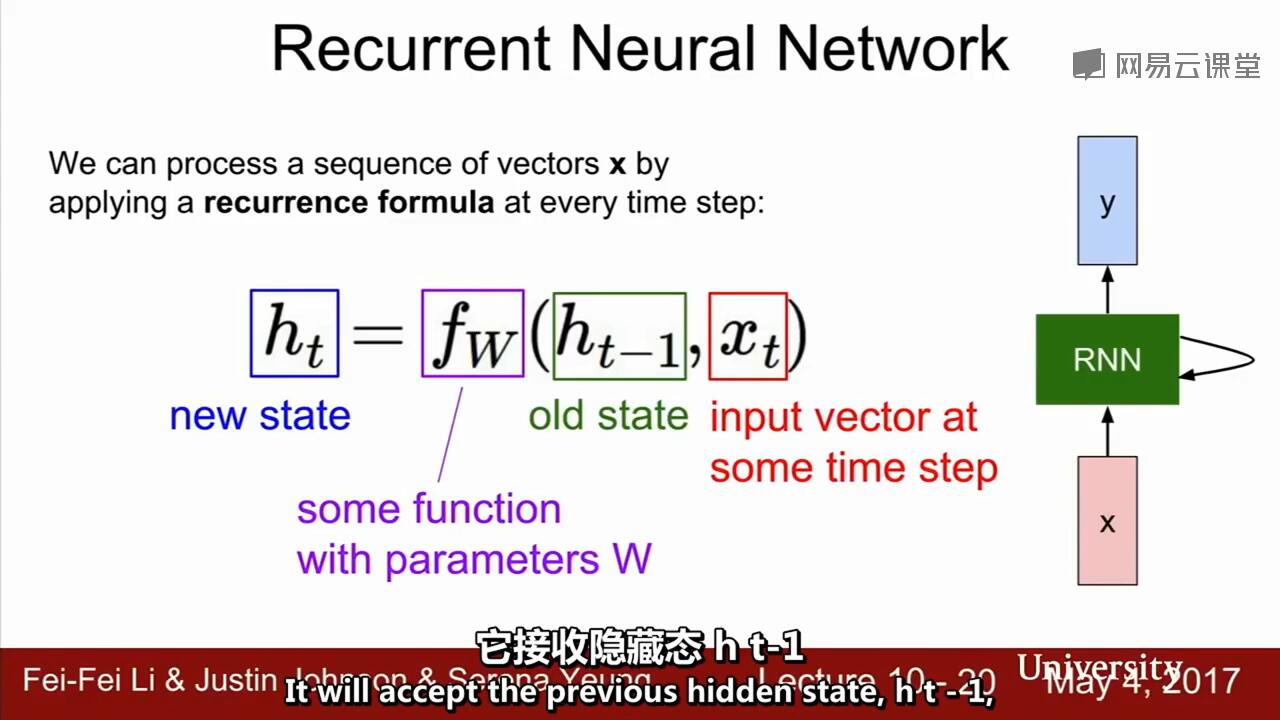 Recurrent Neural Network
网易云课堂
We can process a sequence of vectors x by
applying a recurrence formula at every time step:
y
h_t = f_W(h_{t-1}, x_t)
RNN
new state
old state
input vector at
some time step
some function
with parameters W
x
它接收隐藏态 h t-1
Fei-Fei Li & Justin Johnson & Serena Yeung
Lecture 10 - 20
University
May 4, 2017
It will accept the previous hidden state, h t -1,